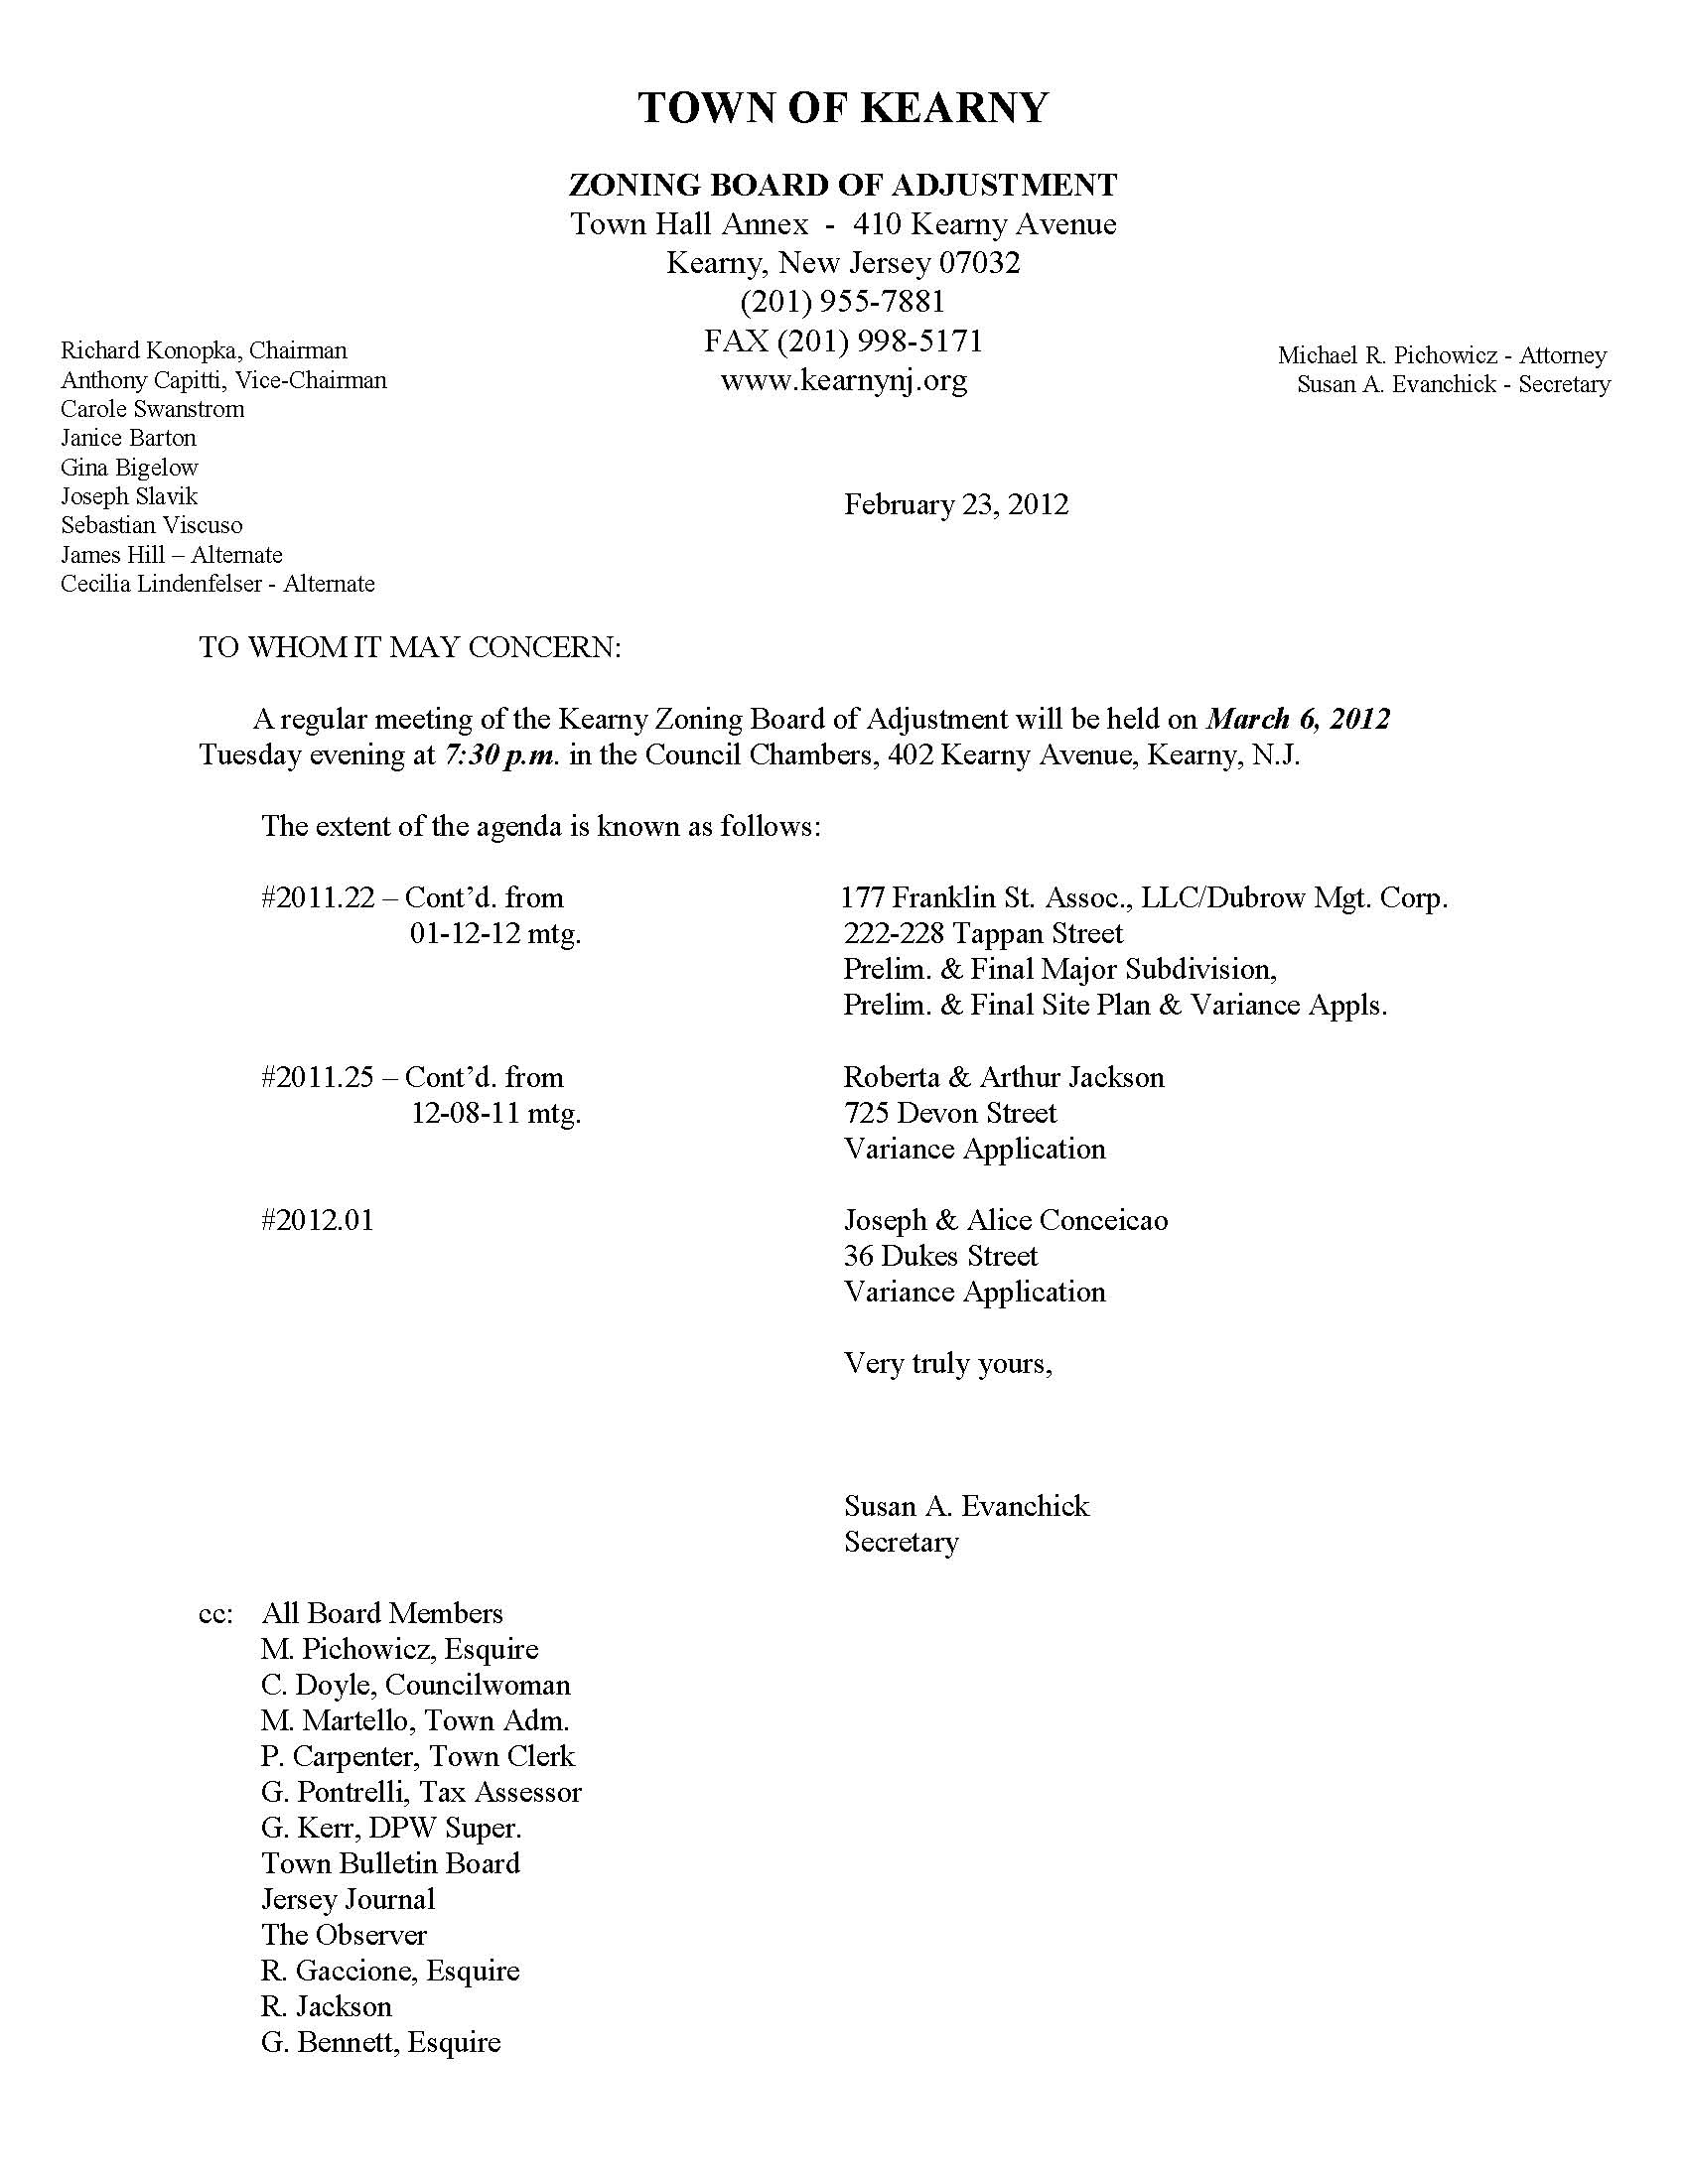 TOWN OF KEARNY
ZONING BOARD OF ADJUSTMENT
Town Hall Annex - 410 Kearny Avenue
Kearny, New Jersey 07032
(201) 955-7881
FAX (201) 998-5171
www.kearnynj.org
Richard Konopka, Chairman
Anthony Capitti, Vice-Chairman
Carole Swanstrom
Janice Barton
Gina Bigelow
Joseph Slavik
Sebastian Viscuso
James Hill – Alternate
Cecilia Lindenfelser - Alternate
Michael R. Pichowicz - Attorney
Susan A. Evanchick - Secretary
February 23, 2012
TO WHOM IT MAY CONCERN:
A regular meeting of the Kearny Zoning Board of Adjustment will be held on March 6, 2012
Tuesday evening at 7:30 p.m. in the Council Chambers, 402 Kearny Avenue, Kearny, N.J.
The extent of the agenda is known as follows:
#2011.22 – Cont’d. from 177 Franklin St. Assoc., LLC/Dubrow Mgt. Corp.
01-12-12 mtg. 222-228 Tappan Street
Prelim. & Final Major Subdivision,
Prelim. & Final Site Plan & Variance Appls.
#2011.25 – Cont’d. from Roberta & Arthur Jackson
12-08-11 mtg. 725 Devon Street
Variance Application
#2012.01 Joseph & Alice Conceicao
36 Dukes Street
Variance Application
Very truly yours,
Susan A. Evanchick
Secretary
cc: All Board Members
M. Pichowicz, Esquire
C. Doyle, Councilwoman
M. Martello, Town Adm.
P. Carpenter, Town Clerk
G. Pontrelli, Tax Assessor
G. Kerr, DPW Super.
Town Bulletin Board
Jersey Journal
The Observer
R. Gaccione, Esquire
R. Jackson
G. Bennett, Esquire